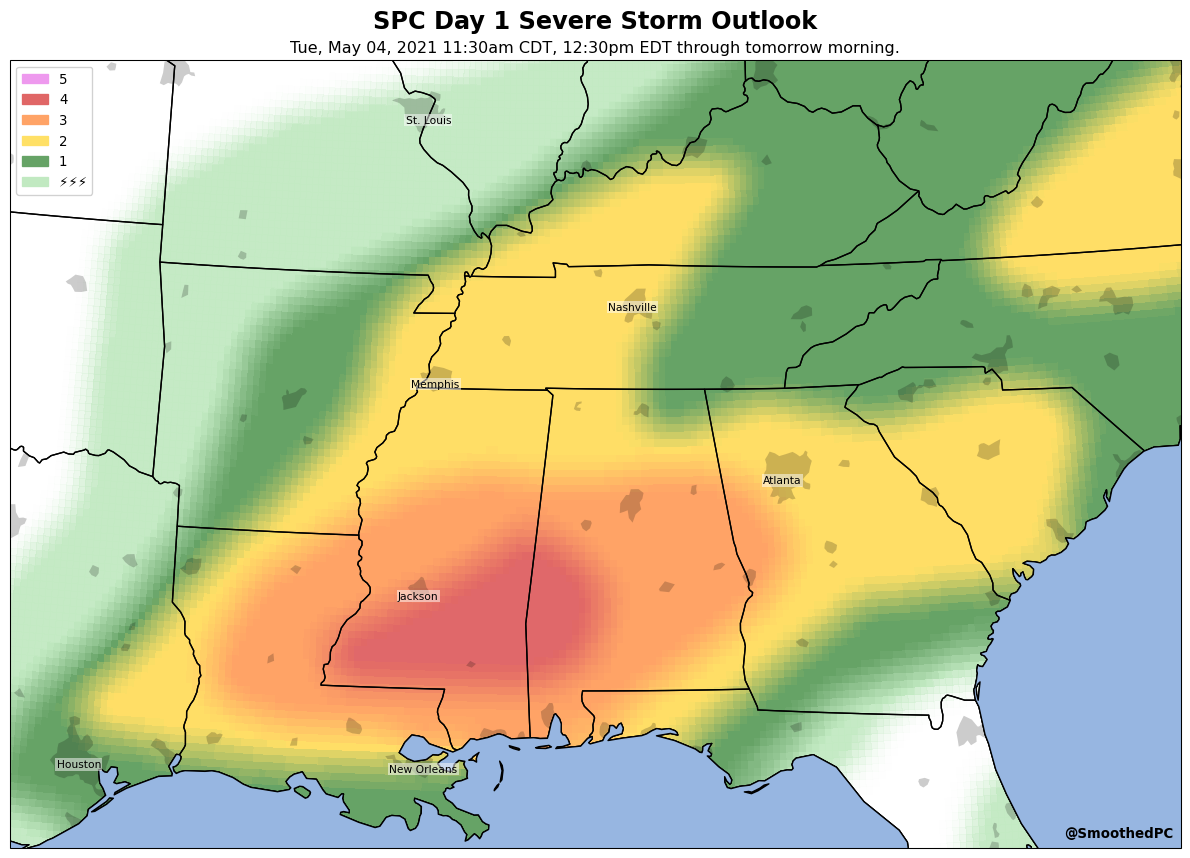 SPC Day 1 Severe Storm Outlook
Tue, May 04, 2021 11:30am CDT, 12:30pm EDT through tomorrow morning.
5
4
3
2
1
⚡⚡⚡
St. Louis
Nashville
Memphis
Atlanta
Jackson
Houston
New Orleans
@SmoothedPC